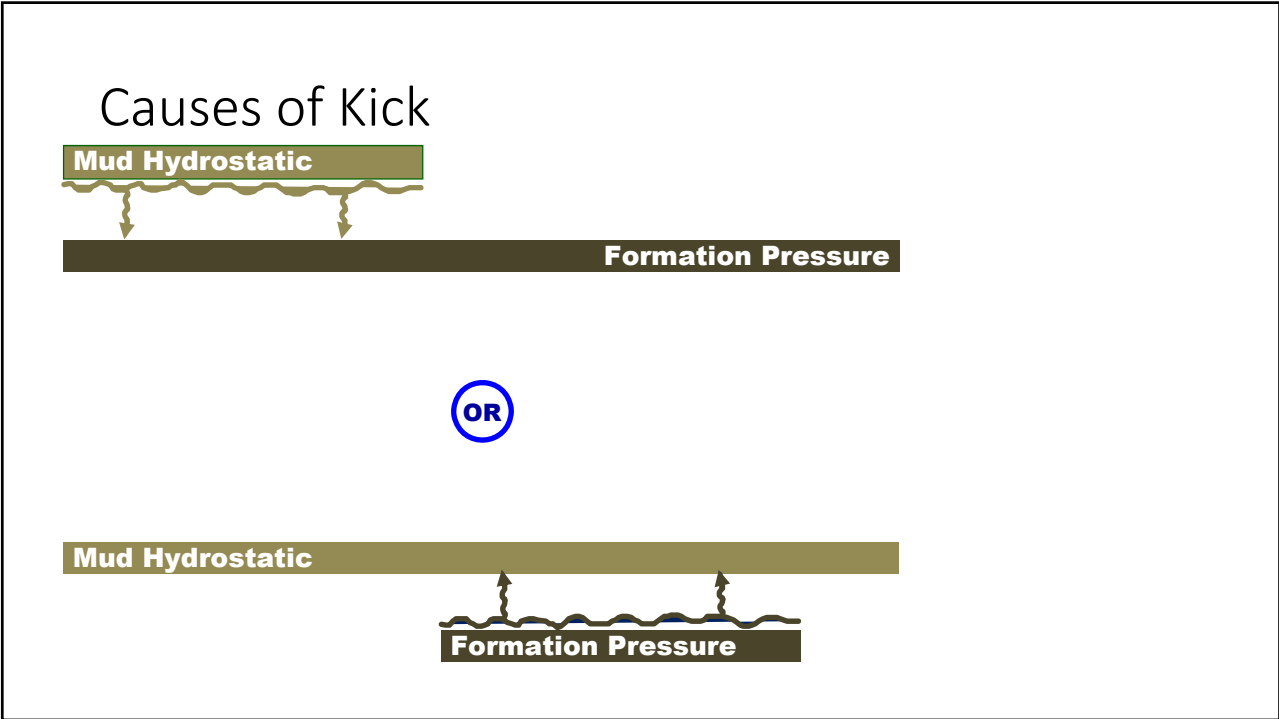 Causes of Kick
Mud Hydrostatic
Formation Pressure
OR
Mud Hydrostatic
Formation Pressure